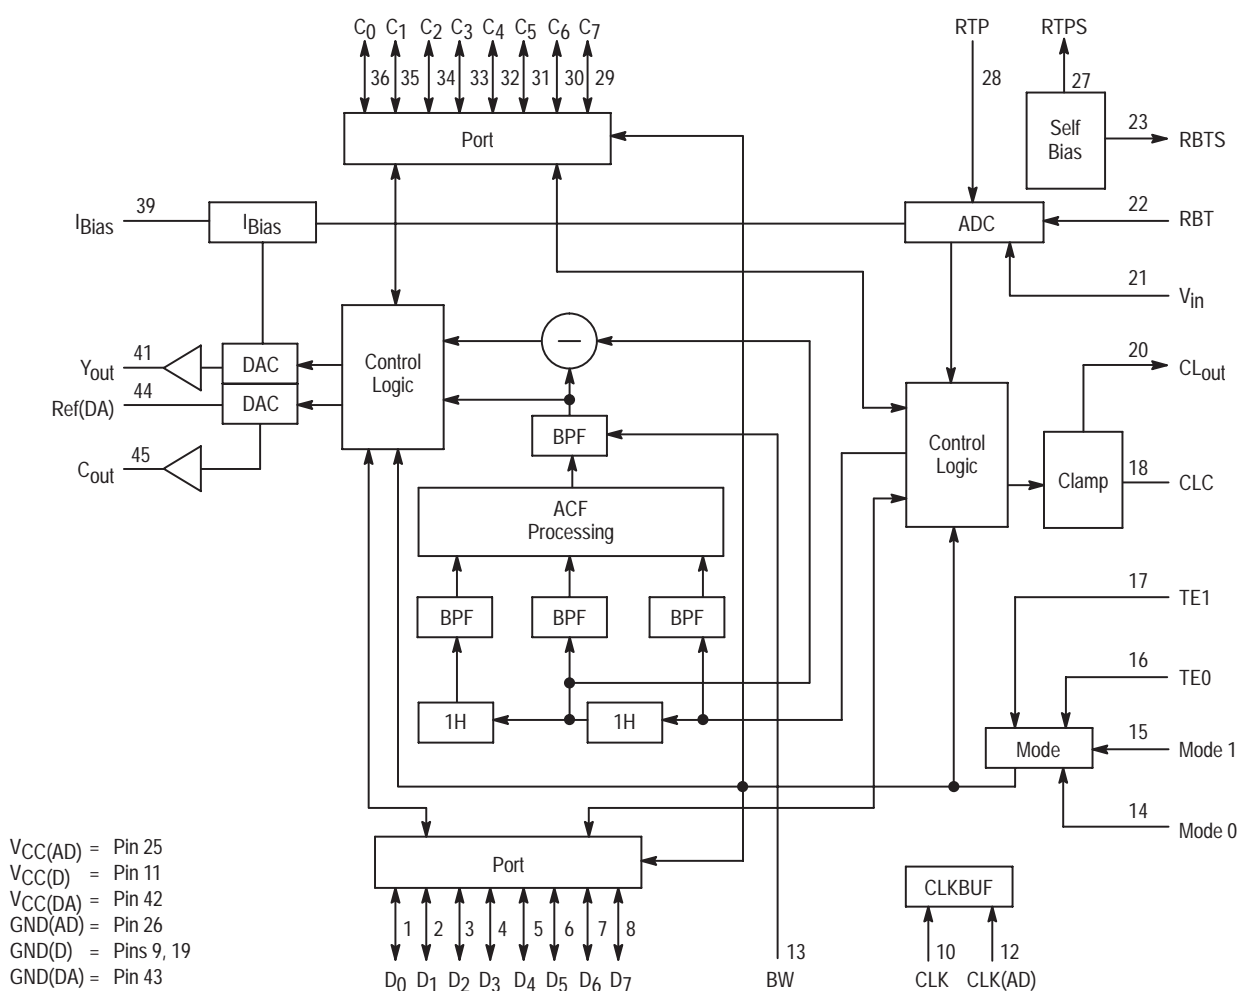 C0 C1 C2 C3 C4 C5 C6 C7
RTP
RTPS
36 35 34 33 32 31 30 29
28
27
Port
Self
Bias
23
RBTS
IBias
39
IBias
ADC
22
RBT
21
Vin
Yout
41
DAC
Control
Logic
—
20
CLout
Ref(DA)
44
DAC
BPF
Control
Logic
Cout
45
Clamp
18
CLC
ACF
Processing
17
TE1
BPF
BPF
BPF
16
TE0
1H
1H
Mode
15
Mode 1
14
Mode 0
VCC(AD) = Pin 25
VCC(D) = Pin 11
VCC(DA) = Pin 42
GND(AD) = Pin 26
GND(D) = Pins 9, 19
GND(DA) = Pin 43
Port
CLKBUF
1 2 3 4 5 6 7 8
13
10
12
D0 D1 D2 D3 D4 D5 D6 D7
BW
CLK
CLK(AD)